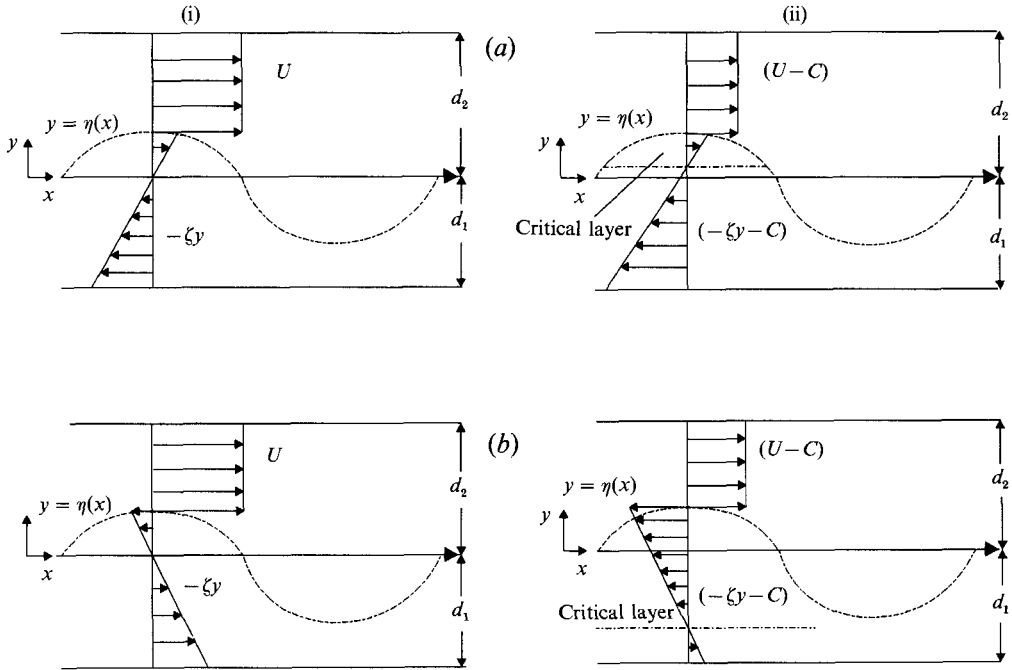 (i)
(ii)
(a)
U
y = η(x)
y
x
−ζy
d₂
d₁
(U−C)
y = η(x)
y
x
Critical layer
(−ζy−C)
d₂
d₁
(b)
U
y = η(x)
y
x
−ζy
d₂
d₁
(U−C)
y = η(x)
y
x
(−ζy−C)
Critical layer
d₂
d₁